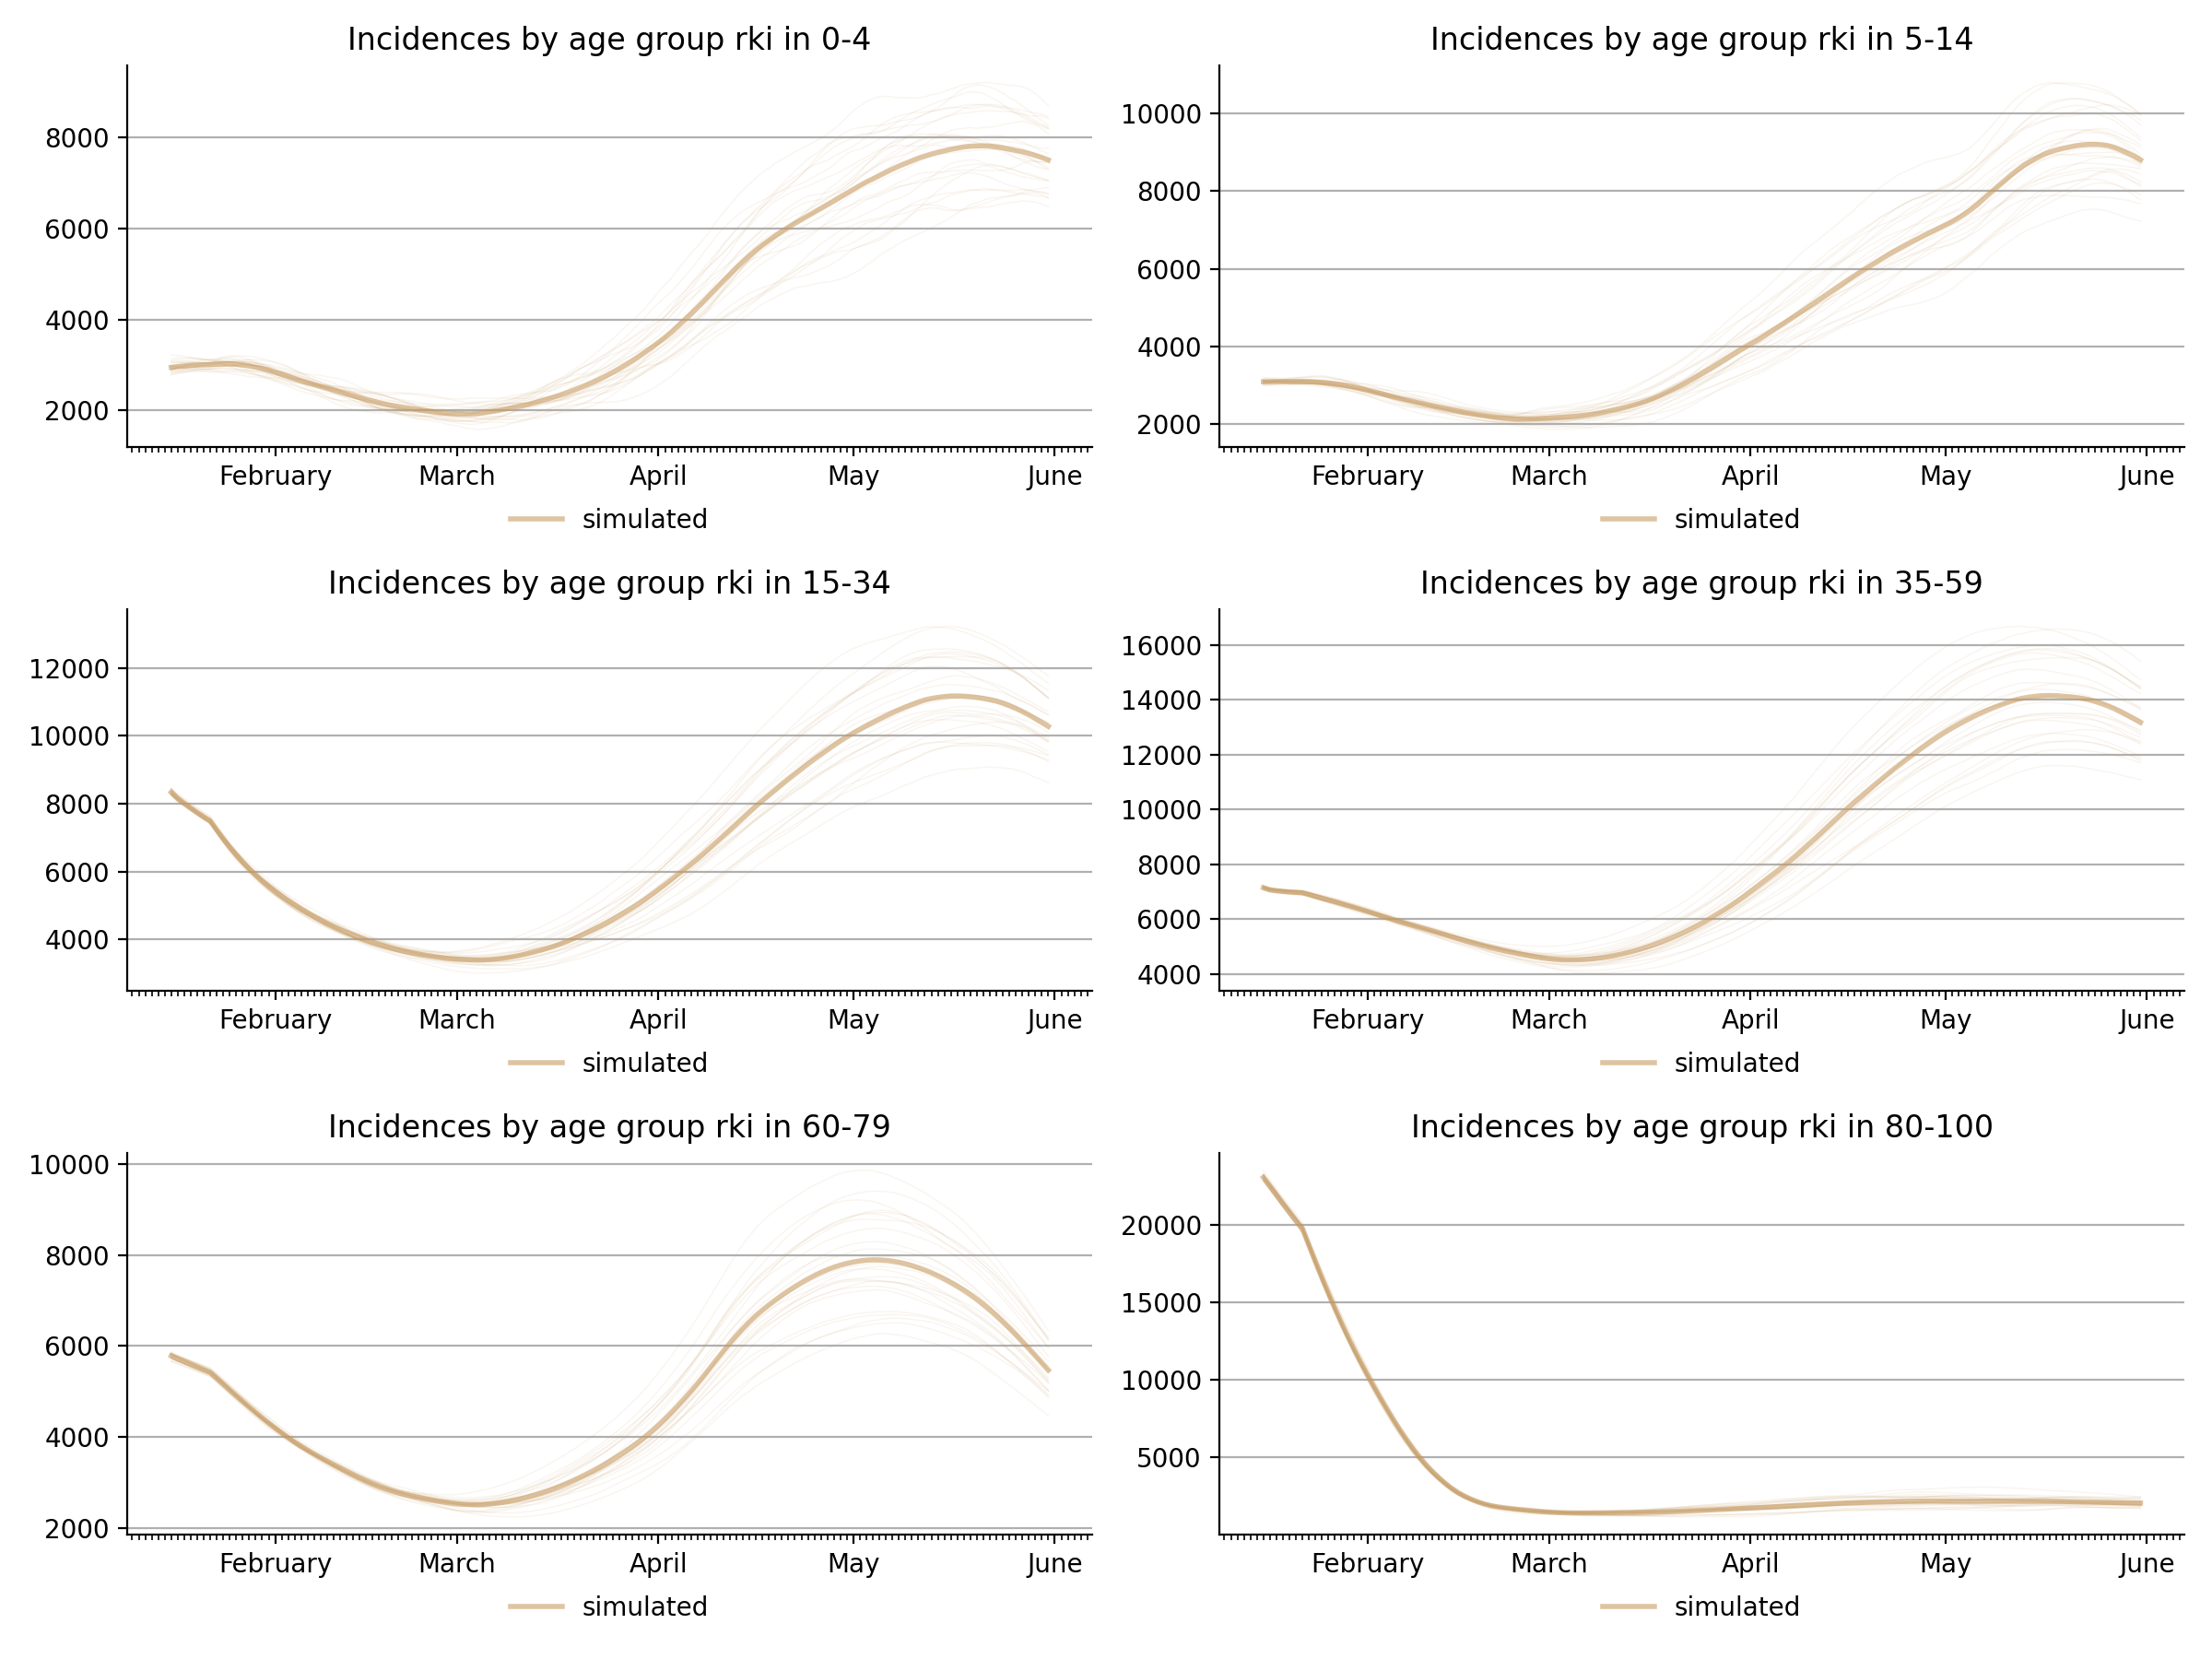 Incidences by age group rki in 0-4
8000
6000
4000
2000
February March April May June
simulated
Incidences by age group rki in 5-14
10000
8000
6000
4000
2000
February March April May June
simulated
Incidences by age group rki in 15-34
12000
10000
8000
6000
4000
February March April May June
simulated
Incidences by age group rki in 35-59
16000
14000
12000
10000
8000
6000
4000
February March April May June
simulated
Incidences by age group rki in 60-79
10000
8000
6000
4000
2000
February March April May June
simulated
Incidences by age group rki in 80-100
20000
15000
10000
5000
February March April May June
simulated